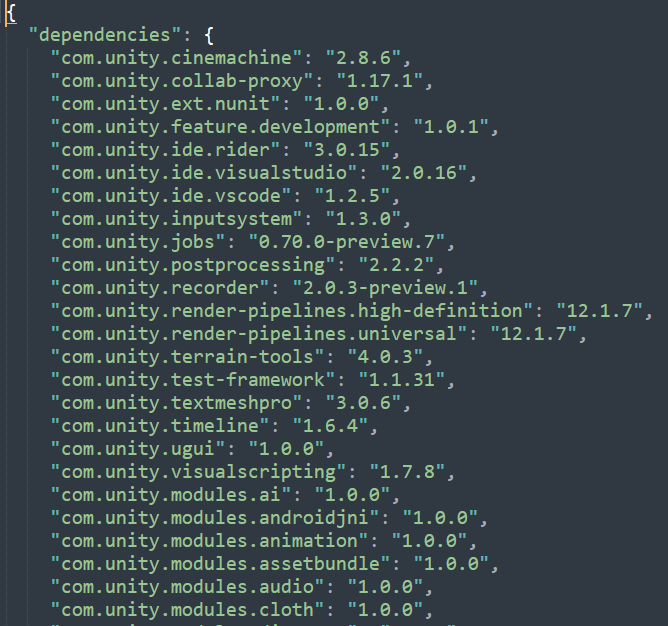 {
"dependencies": {
"com.unity.cinemachine": "2.8.6",
"com.unity.collab-proxy": "1.17.1",
"com.unity.ext.nunit": "1.0.0",
"com.unity.feature.development": "1.0.1",
"com.unity.ide.rider": "3.0.15",
"com.unity.ide.visualstudio": "2.0.16",
"com.unity.ide.vscode": "1.2.5",
"com.unity.inputsystem": "1.3.0",
"com.unity.jobs": "0.70.0-preview.7",
"com.unity.postprocessing": "2.2.2",
"com.unity.recorder": "2.0.3-preview.1",
"com.unity.render-pipelines.high-definition": "12.1.7",
"com.unity.render-pipelines.universal": "12.1.7",
"com.unity.terrain-tools": "4.0.3",
"com.unity.test-framework": "1.1.31",
"com.unity.textmeshpro": "3.0.6",
"com.unity.timeline": "1.6.4",
"com.unity.ugui": "1.0.0",
"com.unity.visualscripting": "1.7.8",
"com.unity.modules.ai": "1.0.0",
"com.unity.modules.androidjni": "1.0.0",
"com.unity.modules.animation": "1.0.0",
"com.unity.modules.assetbundle": "1.0.0",
"com.unity.modules.audio": "1.0.0",
"com.unity.modules.cloth": "1.0.0",